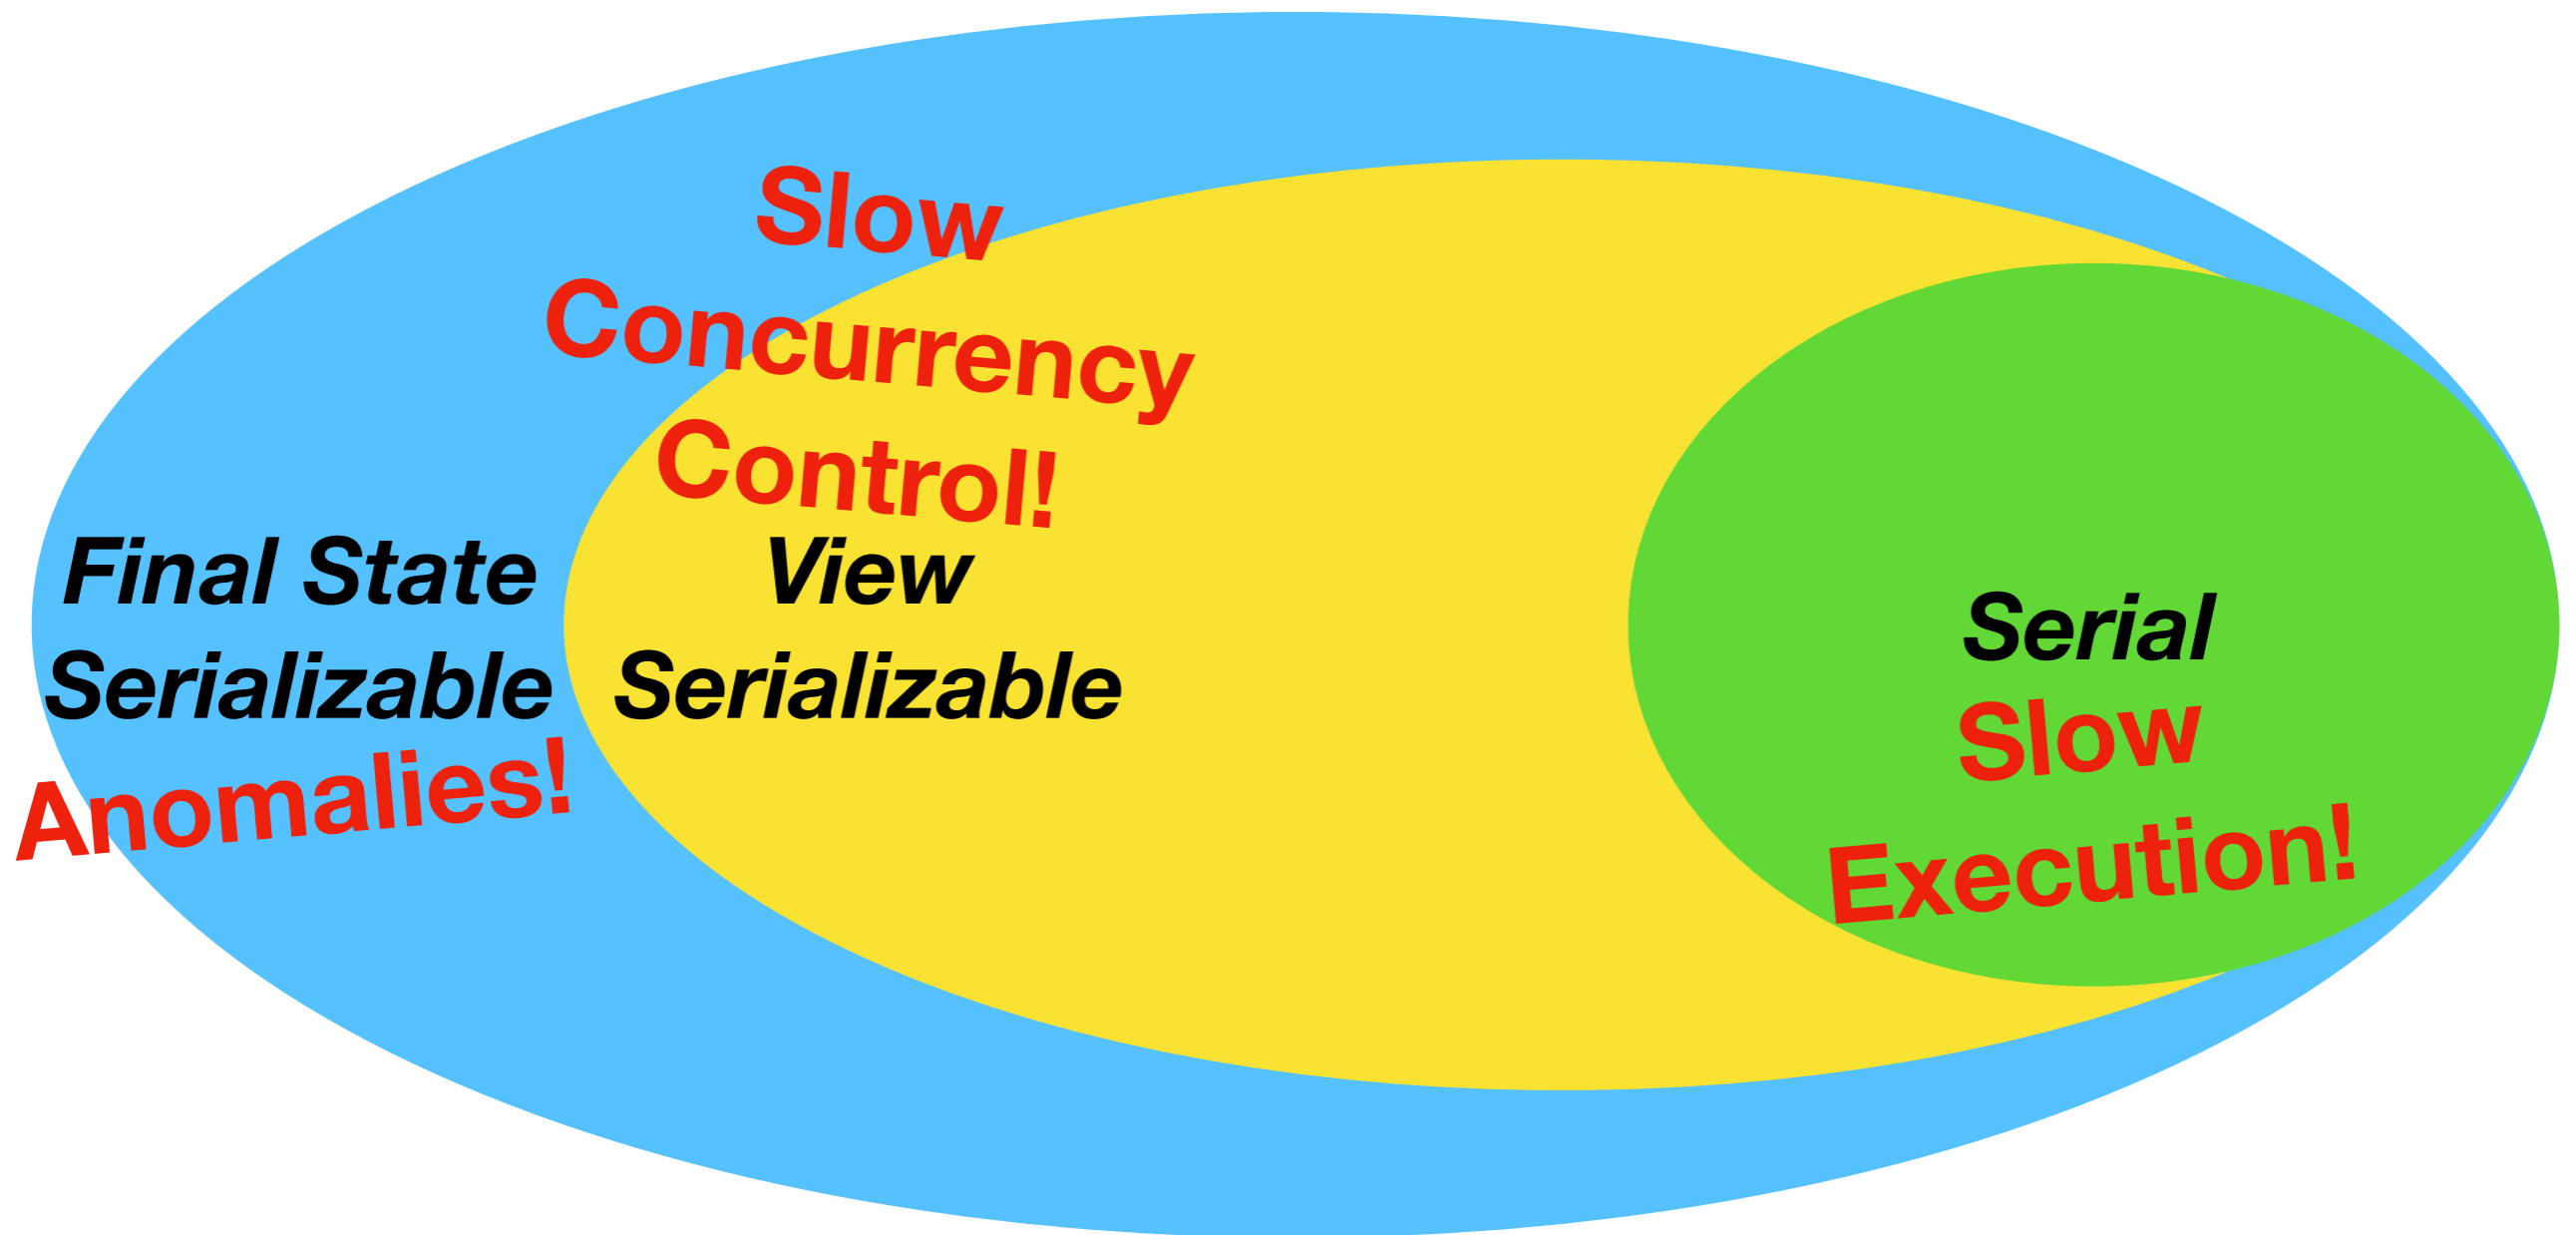 Slow
Concurrency
Control!
Final State
Serializable
Anomalies!
View
Serializable
Serial
Slow
Execution!